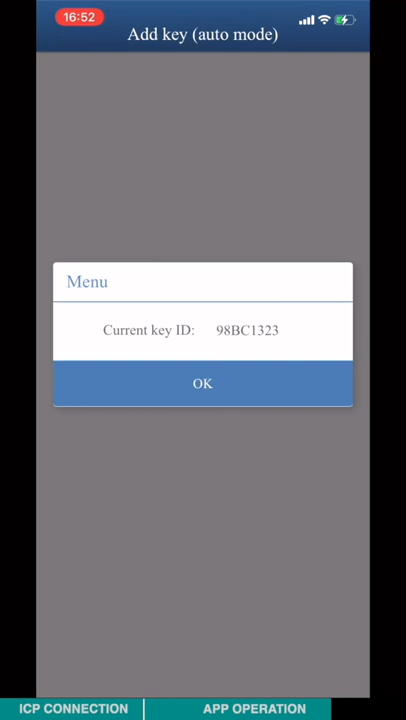 16:52
Add key (auto mode)
Menu
Current key ID: 98BC1323
OK
ICP CONNECTION APP OPERATION